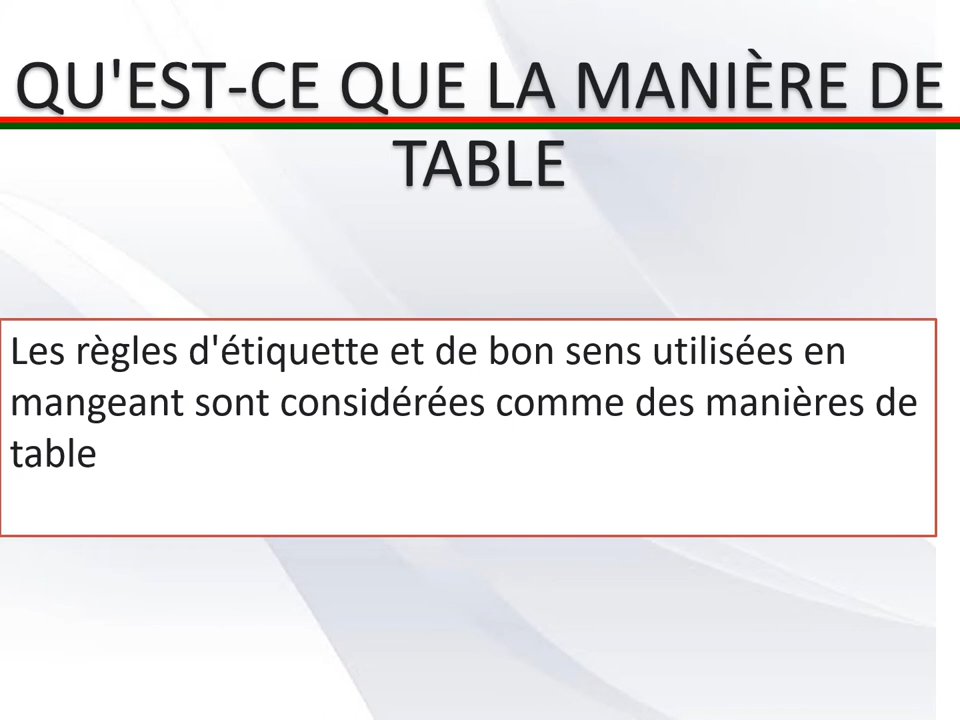 QU'EST-CE QUE LA MANIÈRE DE
TABLE
Les règles d'étiquette et de bon sens utilisées en
mangeant sont considérées comme des manières de
table